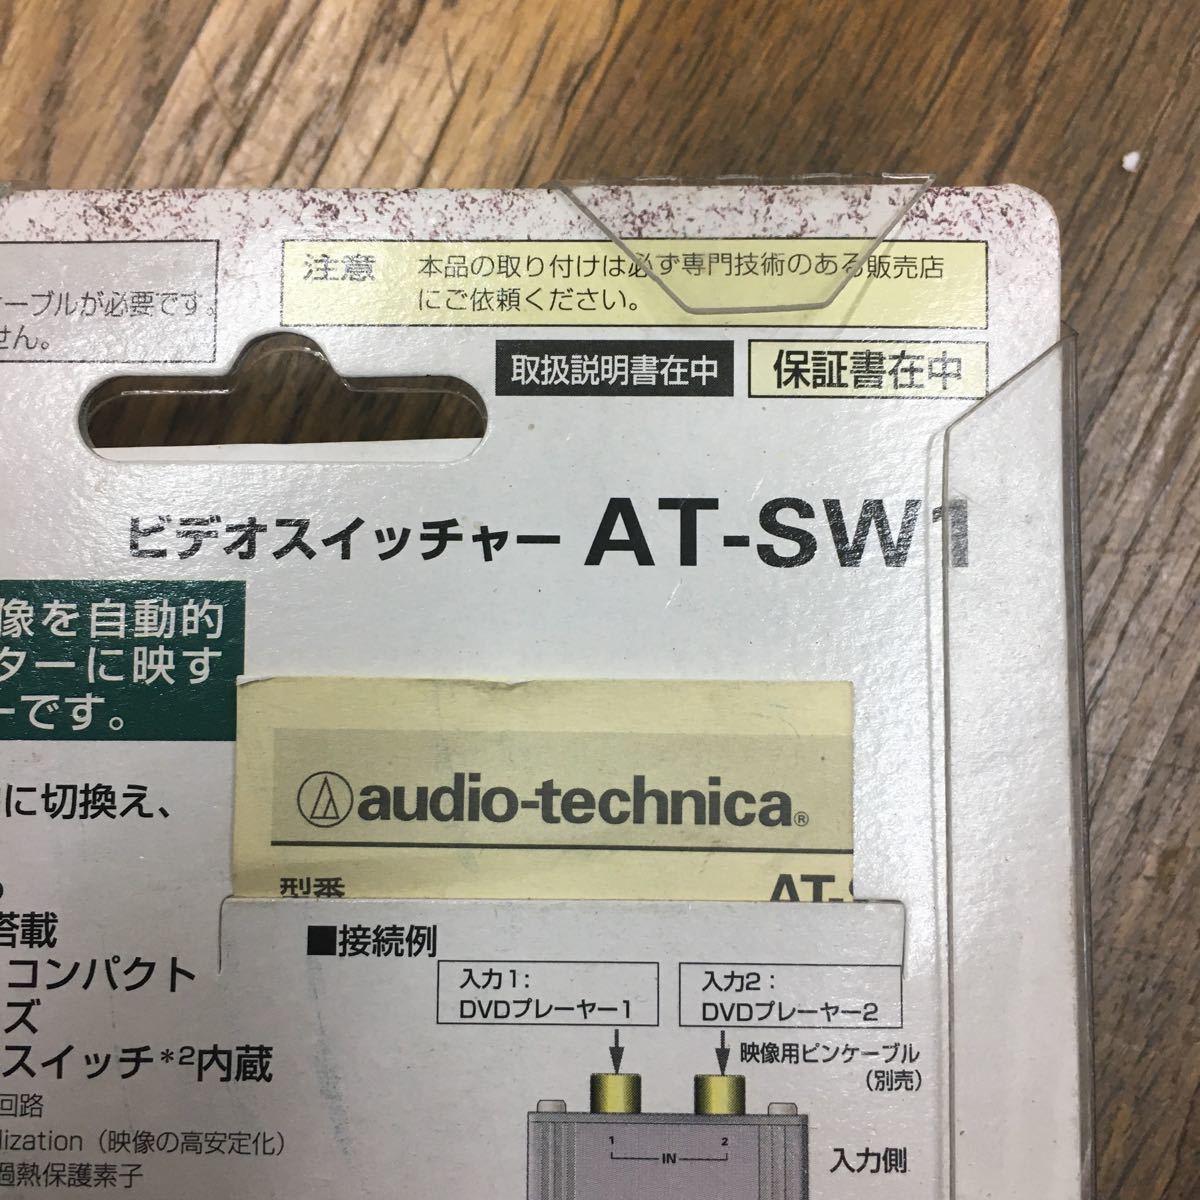 ーブルが必要です。
せん。
注意
本品の取り付けは必ず専門技術のある販売店
にご依頼ください。
取扱説明書在中
保証書在中
ビデオスイッチャー AT-SW1
像を自動的
ターに映す
ーです。
に切換え、
搭載
コンパクト
ズ
スイッチ*2内蔵
回路
lization（映像の高安定化）
過熱保護素子
audio-technica®
型番
AT-
■接続例
入力1：
DVDプレーヤー1
入力2：
DVDプレーヤー2
映像用ピンケーブル
（別売）
1
2
IN
入力側